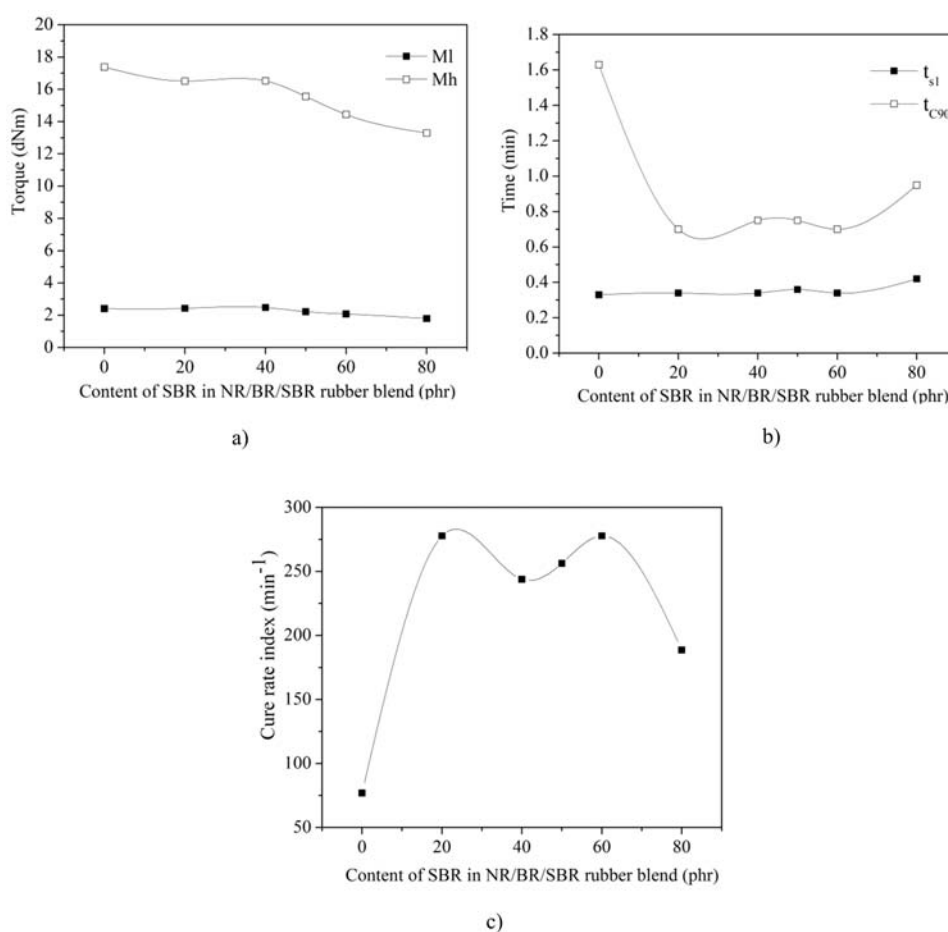 20
18
16
14
12
10
8
6
4
2
0
Torque (dNm)
Ml
Mh
0 20 40 60 80
Content of SBR in NR/BR/SBR rubber blend (phr)
a)
1.8
1.6
1.4
1.2
1.0
0.8
0.6
0.4
0.2
0.0
Time (min)
t_s1
t_C90
0 20 40 60 80
Content of SBR in NR/BR/SBR rubber blend (phr)
b)
300
250
200
150
100
50
Cure rate index (min⁻¹)
0 20 40 60 80
Content of SBR in NR/BR/SBR rubber blend (phr)
c)